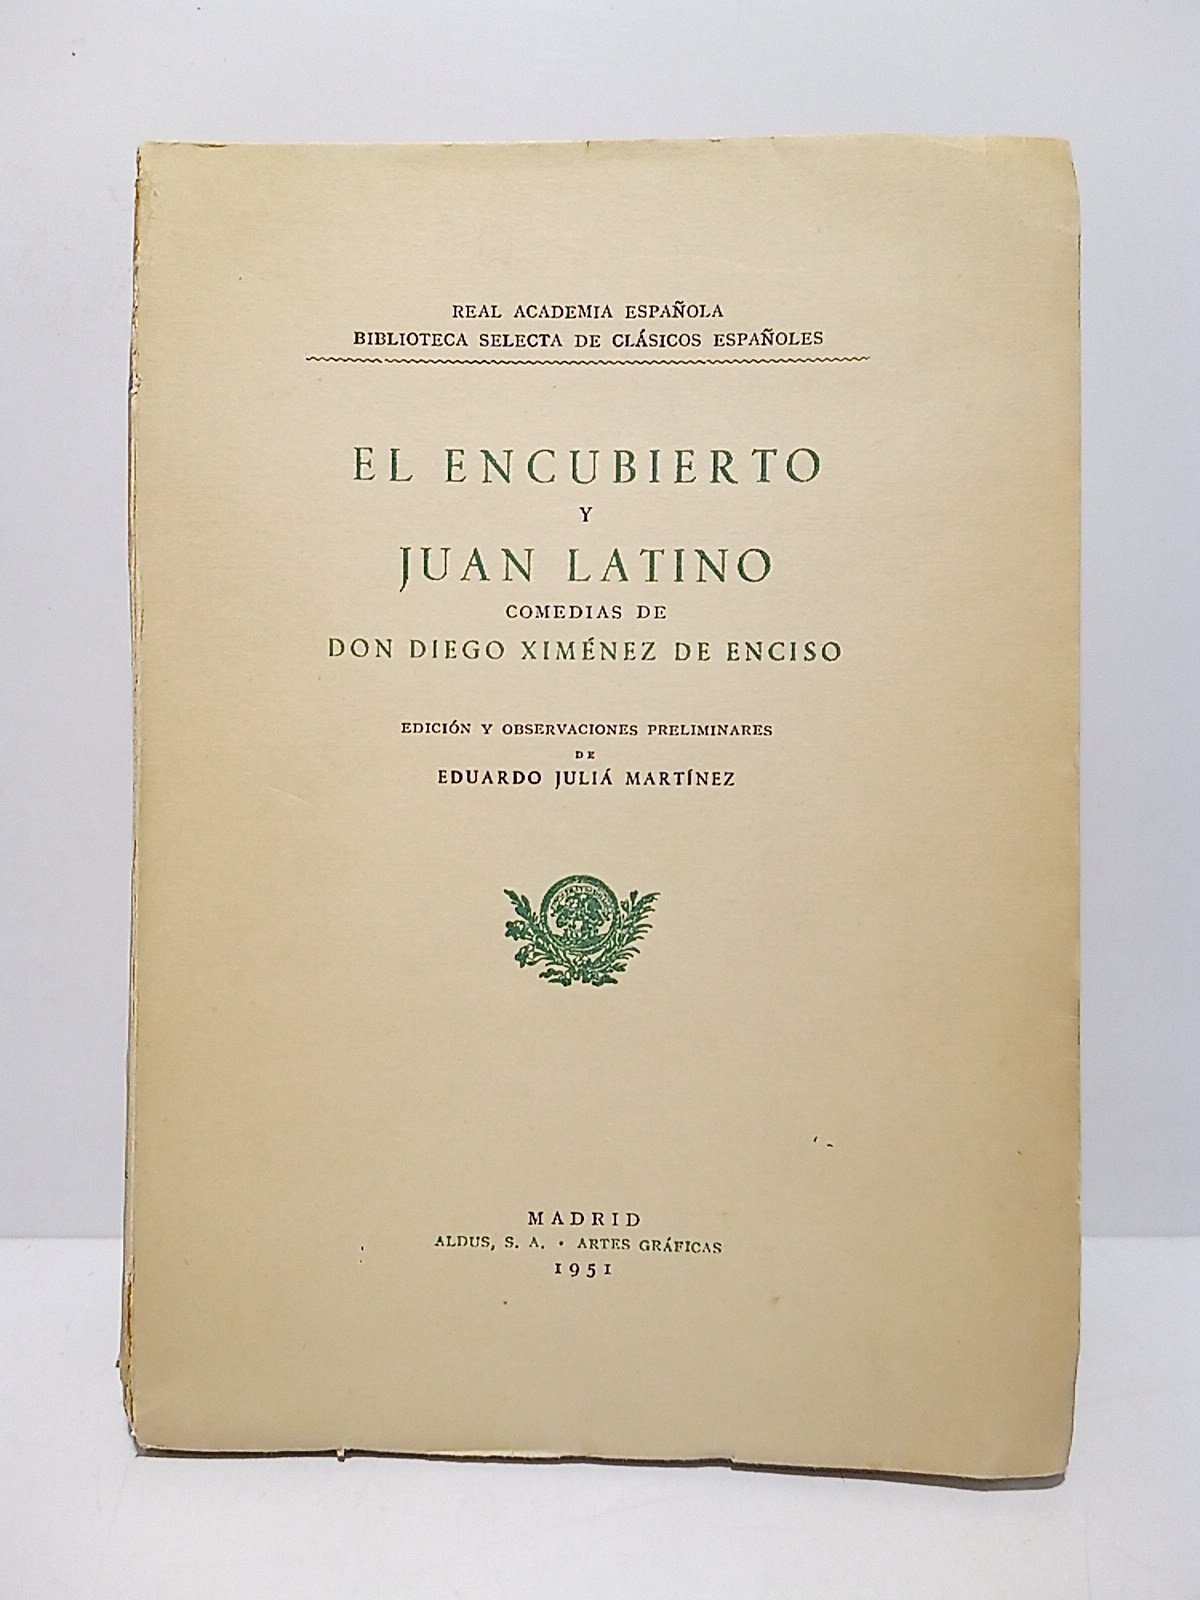 REAL ACADEMIA ESPAÑOLA
BIBLIOTECA SELECTA DE CLÁSICOS ESPAÑOLES
EL ENCUBIERTO
Y
JUAN LATINO
COMEDIAS DE
DON DIEGO XIMÉNEZ DE ENCISO
EDICIÓN Y OBSERVACIONES PRELIMINARES
DE
EDUARDO JULIÁ MARTÍNEZ
MADRID
ALDUS, S. A. · ARTES GRÁFICAS
1951